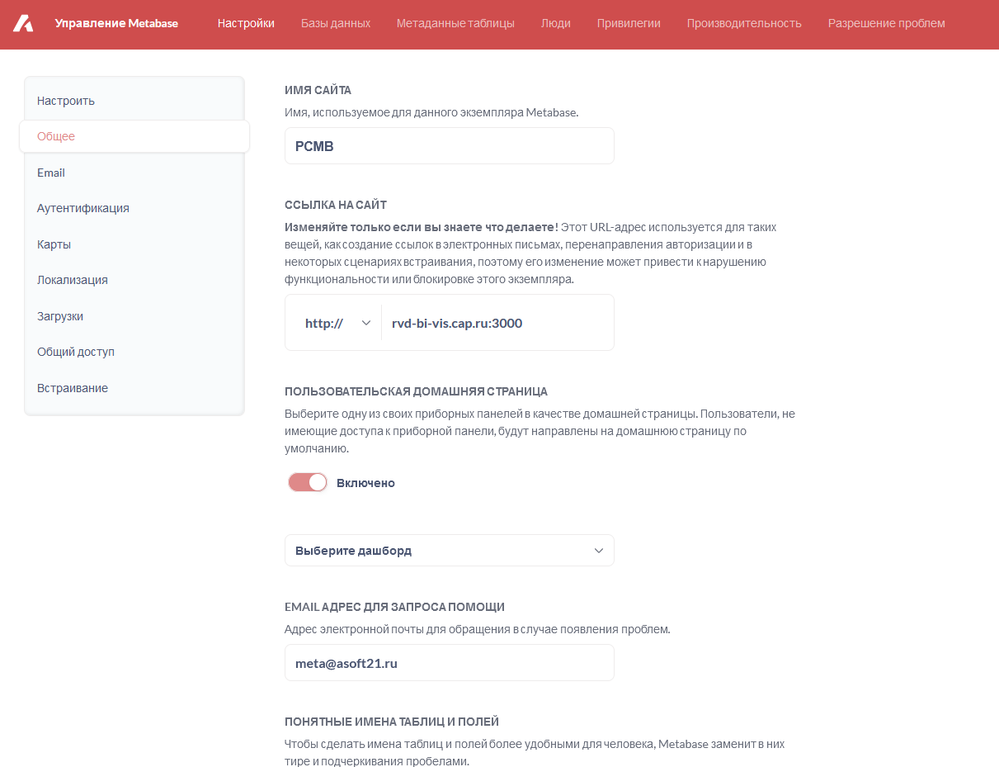 Управление Metabase
Настройки
Базы данных
Метаданные таблицы
Люди
Привилегии
Производительность
Разрешение проблем
Настроить
Общее
Email
Аутентификация
Карты
Локализация
Загрузки
Общий доступ
Встраивание
ИМЯ САЙТА
Имя, используемое для данного экземпляра Metabase.
РСМВ
ССЫЛКА НА САЙТ
Изменяйте только если вы знаете что делаете! Этот URL-адрес используется для таких
вещей, как создание ссылок в электронных письмах, перенаправления авторизации и в
некоторых сценариях встраивания, поэтому его изменение может привести к нарушению
функциональности или блокировке этого экземпляра.
http://
rvd-bi-vis.cap.ru:3000
ПОЛЬЗОВАТЕЛЬСКАЯ ДОМАШНЯЯ СТРАНИЦА
Выберите одну из своих приборных панелей в качестве домашней страницы. Пользователи, не
имеющие доступа к приборной панели, будут направлены на домашнюю страницу по
умолчанию.
Включено
Выберите дашборд
EMAIL АДРЕС ДЛЯ ЗАПРОСА ПОМОЩИ
Адрес электронной почты для обращения в случае появления проблем.
meta@asoft21.ru
ПОНЯТНЫЕ ИМЕНА ТАБЛИЦ И ПОЛЕЙ
Чтобы сделать имена таблиц и полей более удобными для человека, Metabase заменит в них
тире и подчеркивания пробелами.